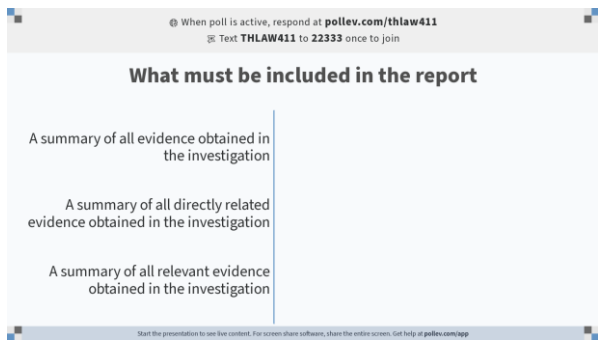 When poll is active, respond at pollev.com/thlaw411
Text THLAW411 to 22333 once to join
What must be included in the report
A summary of all evidence obtained in
the investigation
A summary of all directly related
evidence obtained in the investigation
A summary of all relevant evidence
obtained in the investigation
Start the presentation to see live content. For screen share software, share the entire screen. Get help at pollev.com/app